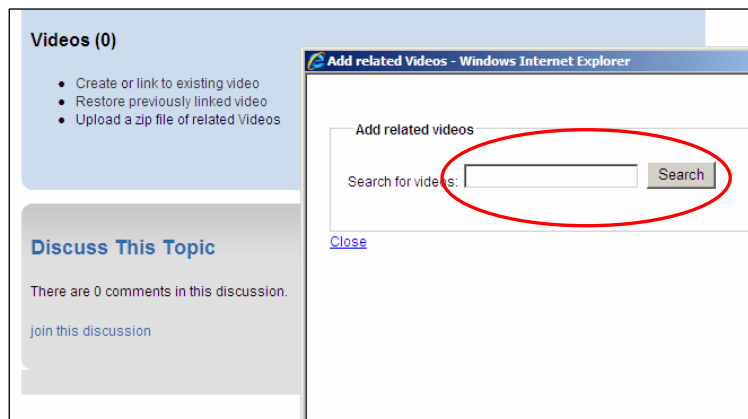 Videos (0)
Create or link to existing video
Restore previously linked video
Upload a zip file of related Videos
Discuss This Topic
There are 0 comments in this discussion.
join this discussion
Add related Videos - Windows Internet Explorer
Add related videos
Search for videos:
Search
Close